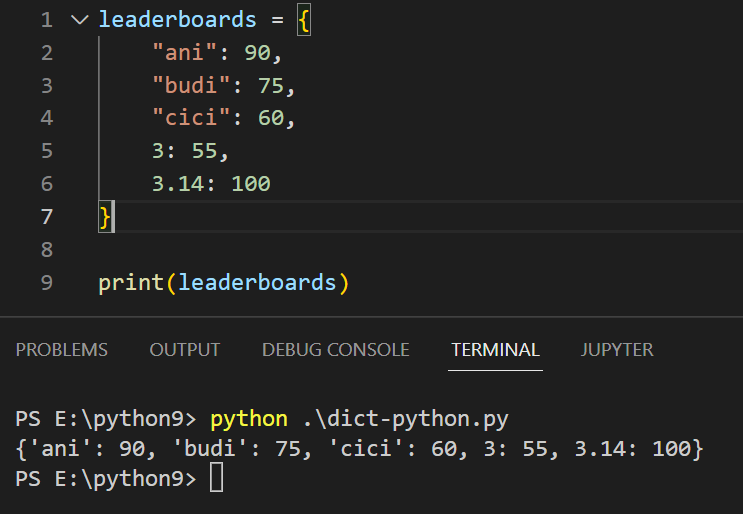 1 leaderboards = {
2     "ani": 90,
3     "budi": 75,
4     "cici": 60,
5     3: 55,
6     3.14: 100
7 }
8
9 print(leaderboards)
PROBLEMS OUTPUT DEBUG CONSOLE TERMINAL JUPYTER
PS E:\python9> python .\dict-python.py
{'ani': 90, 'budi': 75, 'cici': 60, 3: 55, 3.14: 100}
PS E:\python9>